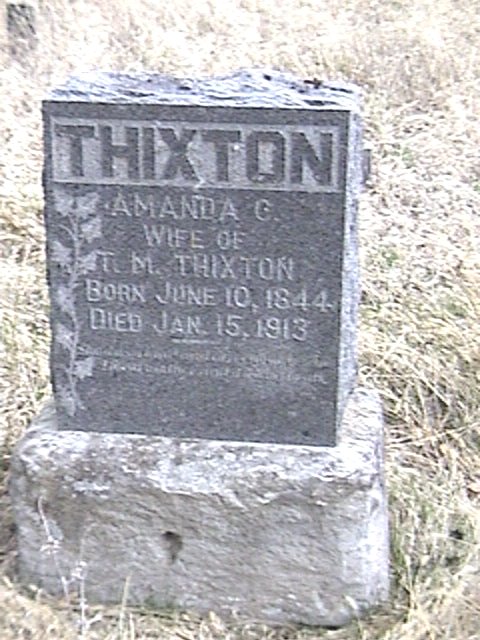 THIXTON
AMANDA C.
WIFE OF
T. M. THIXTON
BORN JUNE 10, 1844.
DIED JAN. 15, 1913